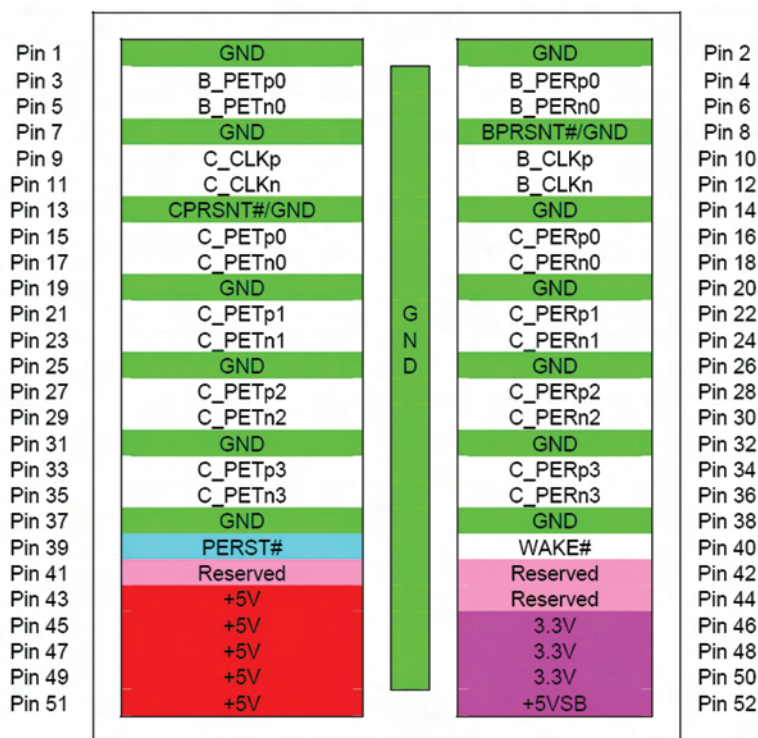 Pin 1 GND GND Pin 2
Pin 3 B_PETp0 B_PERp0 Pin 4
Pin 5 B_PETn0 B_PERn0 Pin 6
Pin 7 GND BPRSNT#/GND Pin 8
Pin 9 C_CLKp B_CLKp Pin 10
Pin 11 C_CLKn B_CLKn Pin 12
Pin 13 CPRSNT#/GND GND Pin 14
Pin 15 C_PETp0 C_PERp0 Pin 16
Pin 17 C_PETn0 C_PERn0 Pin 18
Pin 19 GND GND Pin 20
Pin 21 C_PETp1 G C_PERp1 Pin 22
Pin 23 C_PETn1 N C_PERn1 Pin 24
Pin 25 GND D GND Pin 26
Pin 27 C_PETp2 C_PERp2 Pin 28
Pin 29 C_PETn2 C_PERn2 Pin 30
Pin 31 GND GND Pin 32
Pin 33 C_PETp3 C_PERp3 Pin 34
Pin 35 C_PETn3 C_PERn3 Pin 36
Pin 37 GND GND Pin 38
Pin 39 PERST# WAKE# Pin 40
Pin 41 Reserved Reserved Pin 42
Pin 43 +5V Reserved Pin 44
Pin 45 +5V 3.3V Pin 46
Pin 47 +5V 3.3V Pin 48
Pin 49 +5V 3.3V Pin 50
Pin 51 +5V +5VSB Pin 52